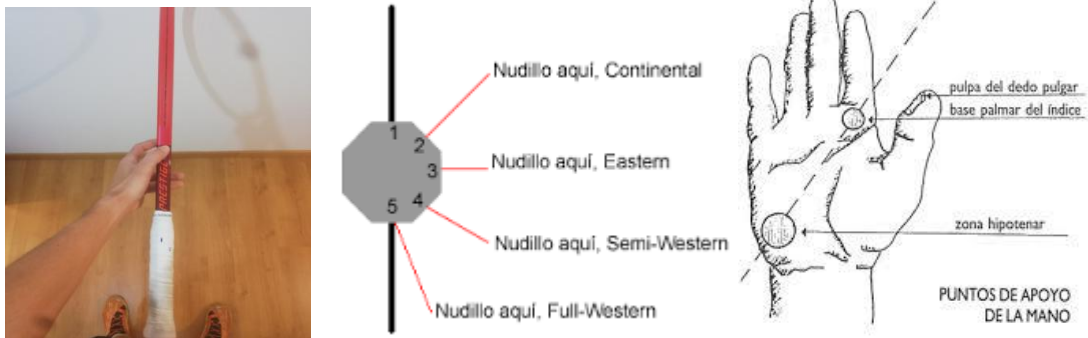 PRESTIGE
Nudillo aquí, Continental
1
2
Nudillo aquí, Eastern
3
4
5
Nudillo aquí, Semi-Western
Nudillo aquí, Full-Western
pulpa del dedo pulgar
base palmar del índice
zona hipotenar
PUNTOS DE APOYO
DE LA MANO